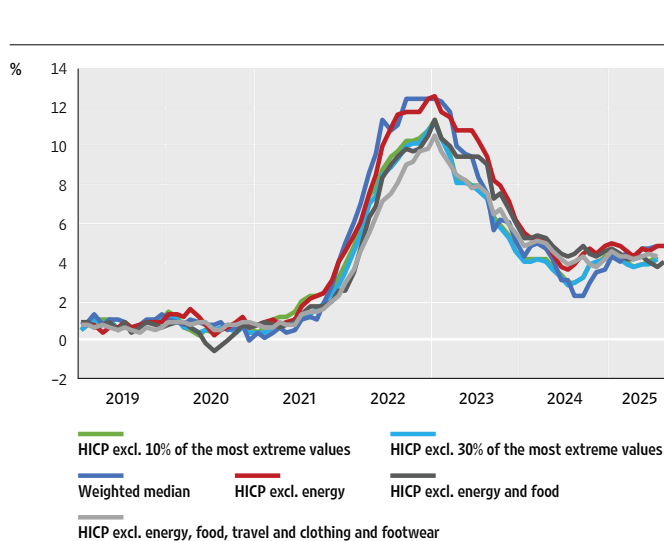 %
14
12
10
8
6
4
2
0
−2
2019 2020 2021 2022 2023 2024 2025
HICP excl. 10% of the most extreme values HICP excl. 30% of the most extreme values
Weighted median HICP excl. energy HICP excl. energy and food
HICP excl. energy, food, travel and clothing and footwear